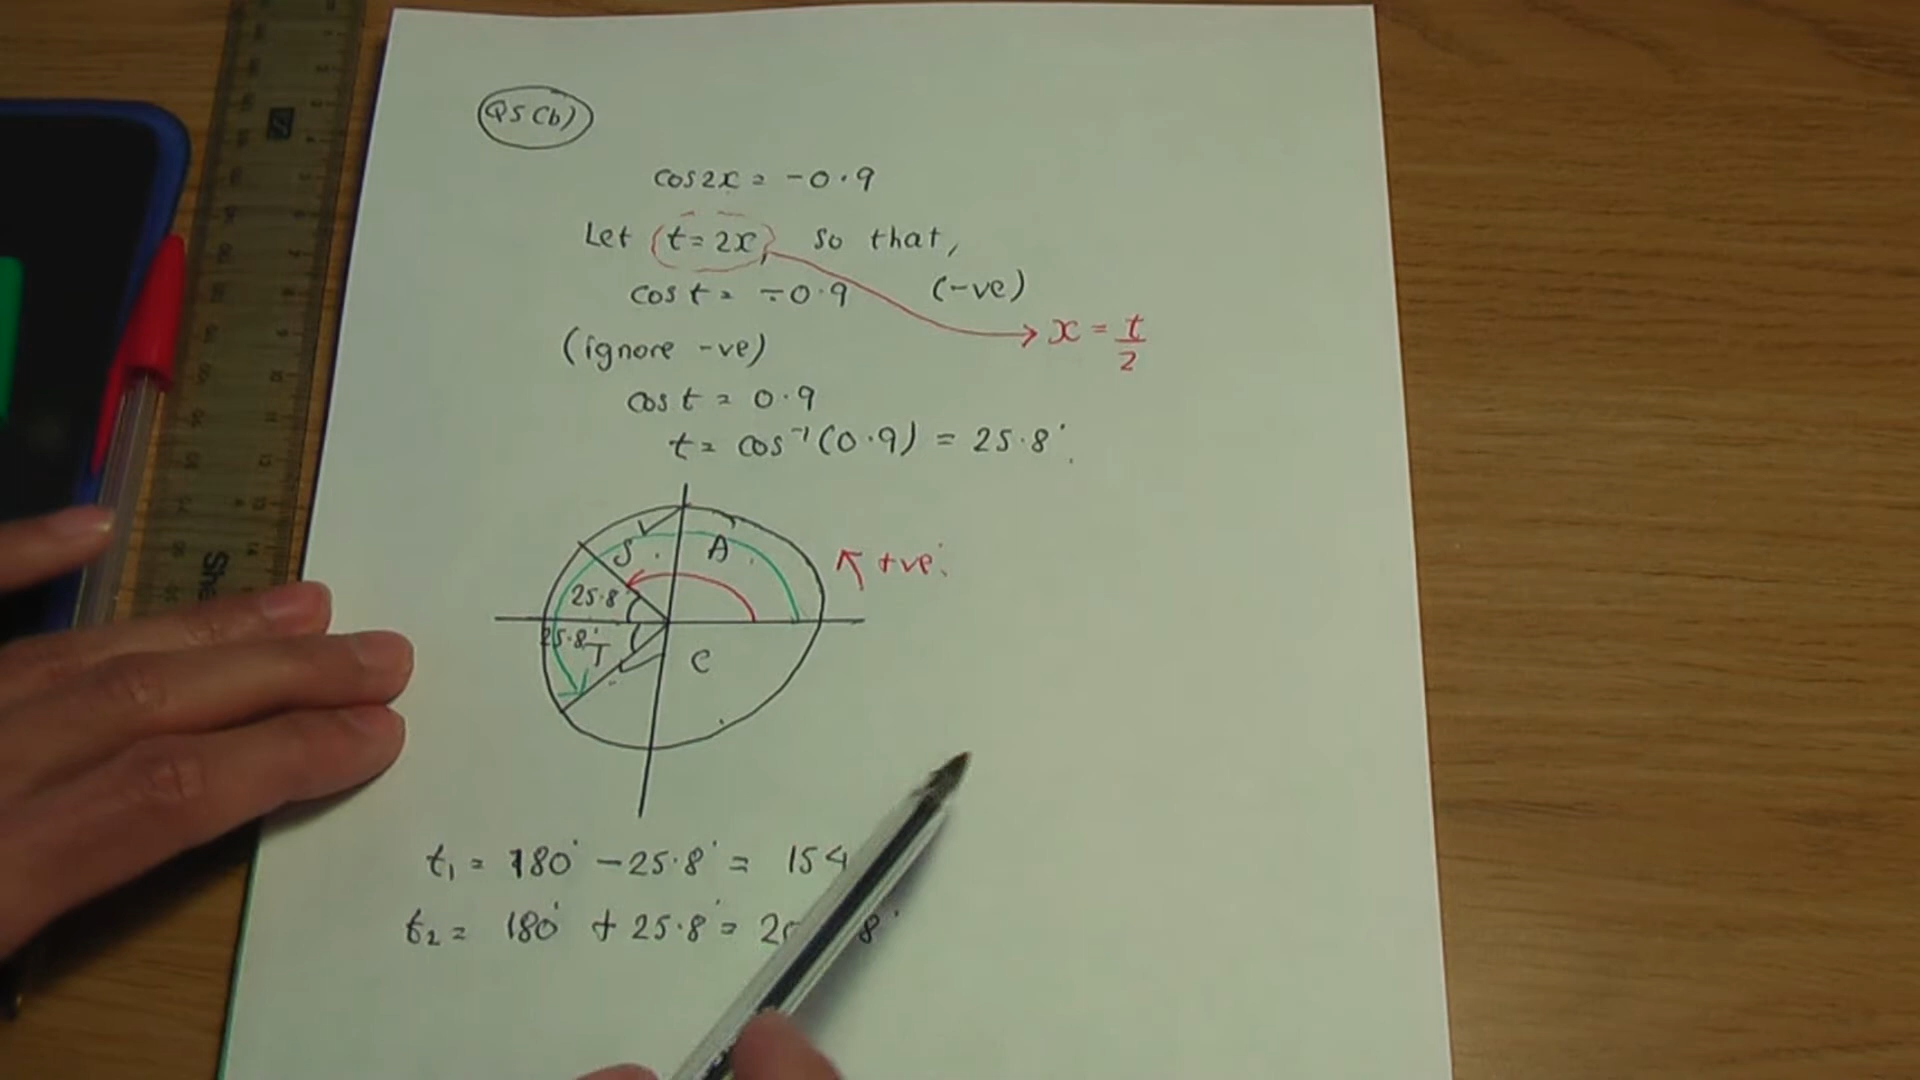 Q5(b)
cos2x = -0.9
Let t=2x so that,
cos t = -0.9 (-ve)
x = t/2
(ignore -ve)
cos t = 0.9
t = cos⁻¹(0.9) = 25.8°
S A
+ve
25.8
25.8°
T C
t₁ = 180° - 25.8° = 154
t₂ = 180° + 25.8° = 8°
She